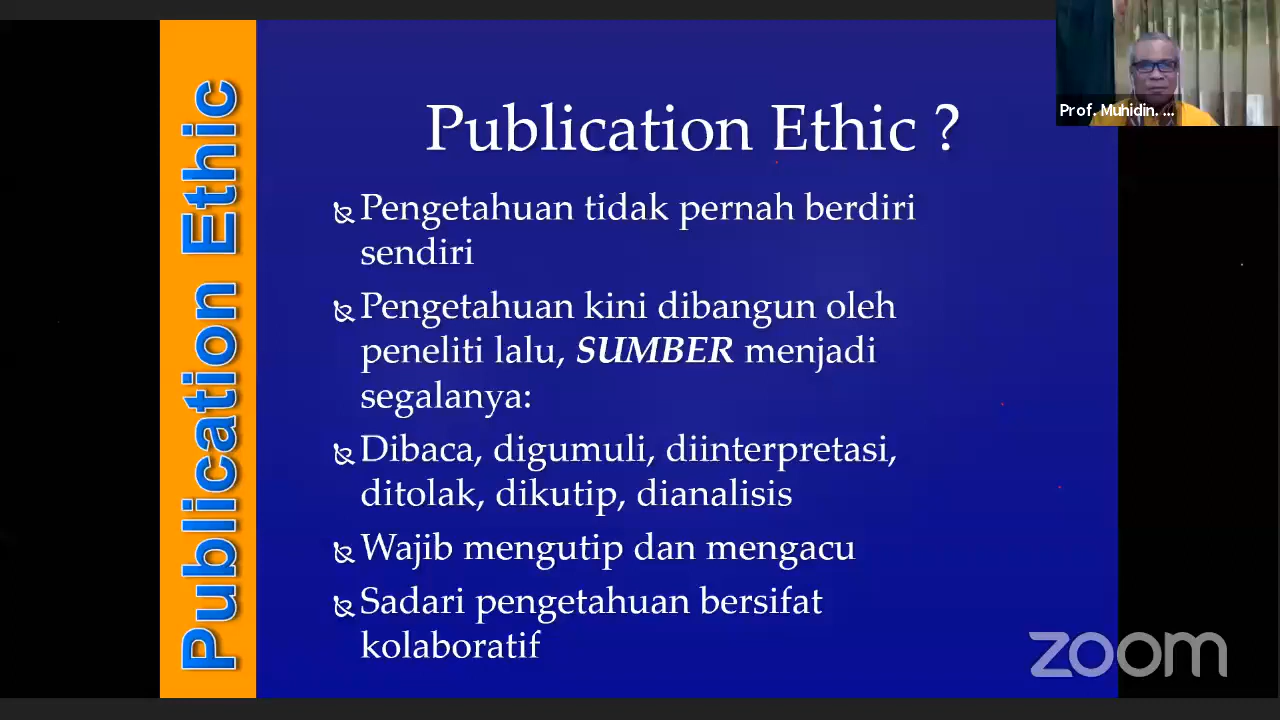 Publication Ethic
Publication Ethic ?
Pengetahuan tidak pernah berdiri
sendiri
Pengetahuan kini dibangun oleh
peneliti lalu, SUMBER menjadi
segalanya:
Dibaca, digumuli, diinterpretasi,
ditolak, dikutip, dianalisis
Wajib mengutip dan mengacu
Sadari pengetahuan bersifat
kolaboratif
Prof. Muhidin. ...
zoom